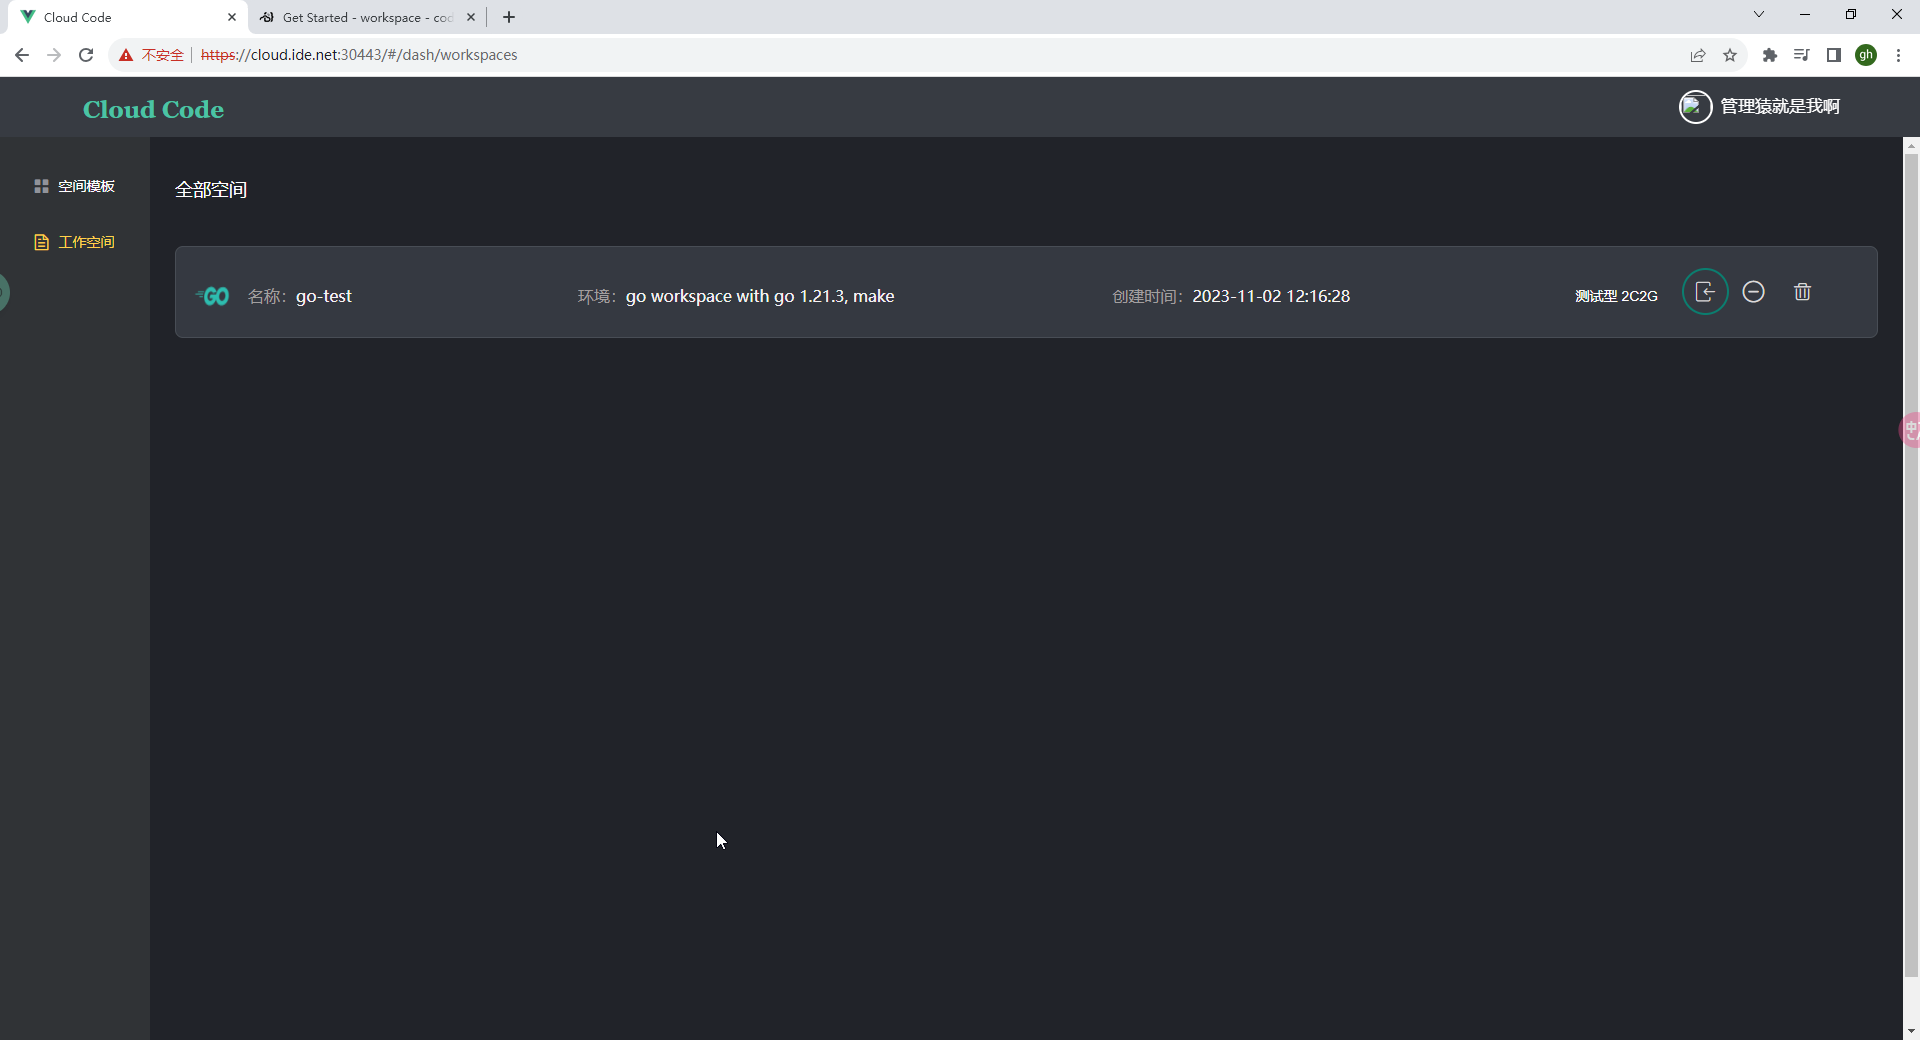 Cloud Code
Get Started - workspace - cod
不安全
https://cloud.ide.net:30443/#/dash/workspaces
gh
Cloud Code
管理猿就是我啊
空间模板
工作空间
全部空间
GO 名称：go-test 环境：go workspace with go 1.21.3, make 创建时间：2023-11-02 12:16:28 测试型 2C2G